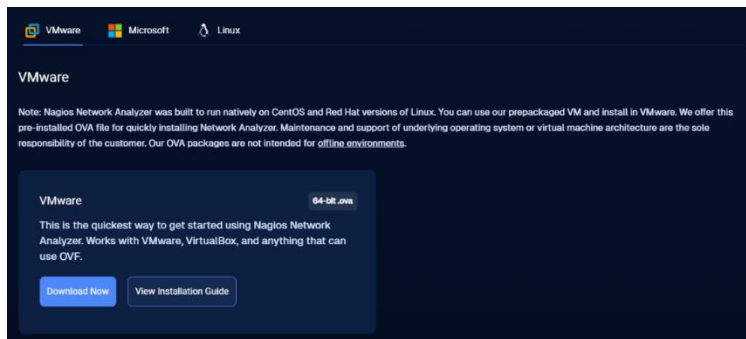 VMware Microsoft Linux
VMware
Note: Nagios Network Analyzer was built to run natively on CentOS and Red Hat versions of Linux. You can use our prepackaged VM and install in VMware. We offer this
pre-installed OVA file for quickly installing Network Analyzer. Maintenance and support of underlying operating system or virtual machine architecture are the sole
responsibility of the customer. Our OVA packages are not intended for offline environments.
VMware 64-bit .ova
This is the quickest way to get started using Nagios Network
Analyzer. Works with VMware, VirtualBox, and anything that can
use OVF.
Download Now View Installation Guide